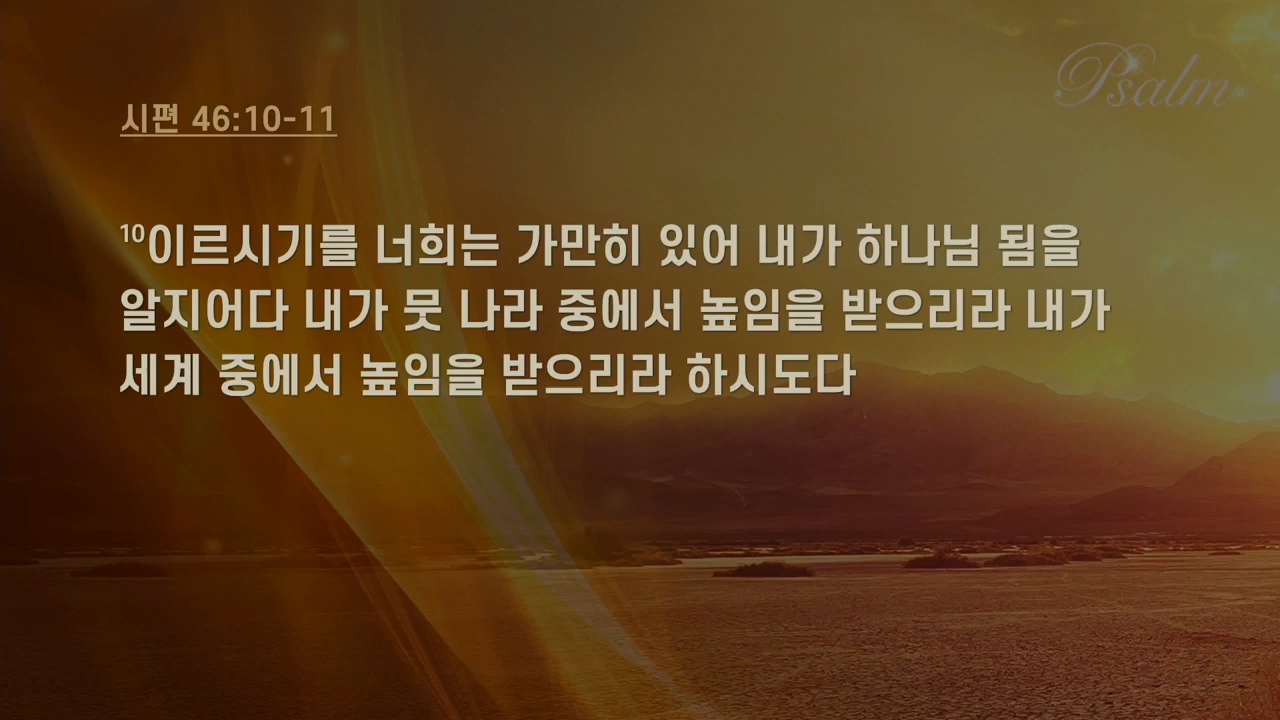 Psalm
시편 46:10-11
10이르시기를 너희는 가만히 있어 내가 하나님 됨을
알지어다 내가 뭇 나라 중에서 높임을 받으리라 내가
세계 중에서 높임을 받으리라 하시도다